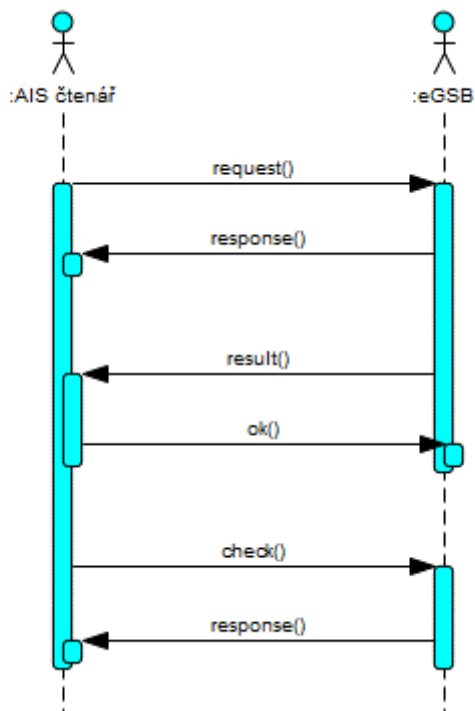 :AIS čtenář
:eGSB
request()
response()
result()
ok()
check()
response()